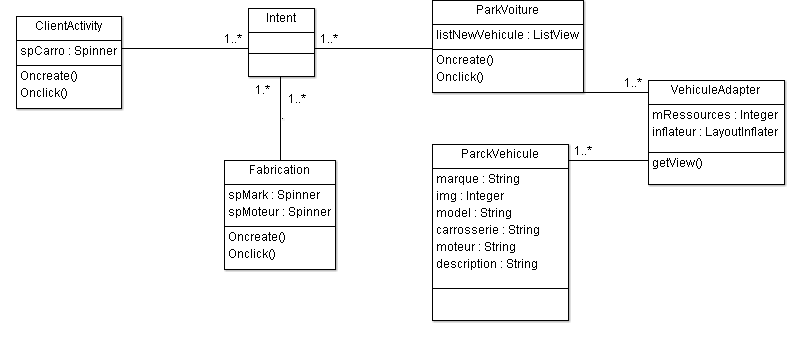 ClientActivity
spCarro : Spinner
Oncreate()
Onclick()
1..*
Intent
1..*
1.*
1..*
ParkVoiture
listNewVehicule : ListView
Oncreate()
Onclick()
1..*
VehiculeAdapter
mRessources : Integer
inflateur : LayoutInflater
getView()
1..*
ParckVehicule
marque : String
img : Integer
model : String
carrosserie : String
moteur : String
description : String
Fabrication
spMark : Spinner
spMoteur : Spinner
Oncreate()
Onclick()